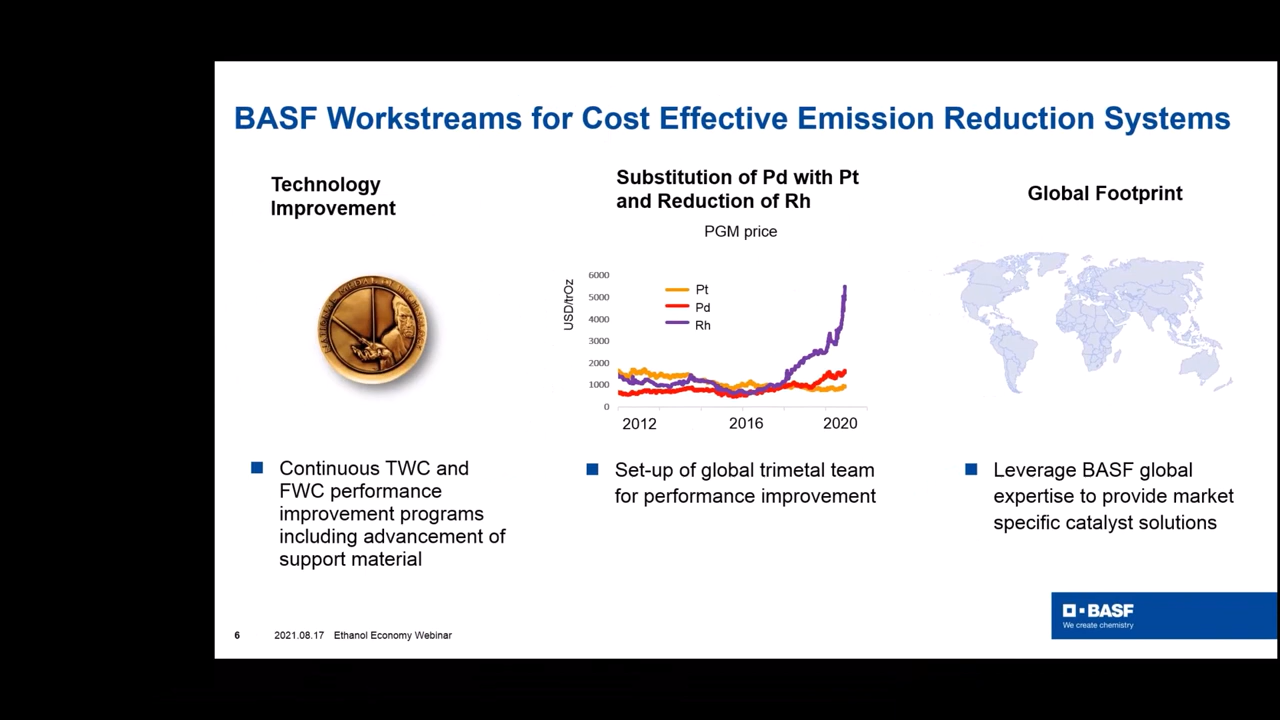 BASF Workstreams for Cost Effective Emission Reduction Systems
Technology
Improvement
Continuous TWC and
FWC performance
improvement programs
including advancement of
support material
Substitution of Pd with Pt
and Reduction of Rh
PGM price
USD/trOz
6000
5000
4000
3000
2000
1000
0
Pt
Pd
Rh
2012
2016
2020
Set-up of global trimetal team
for performance improvement
Global Footprint
Leverage BASF global
expertise to provide market
specific catalyst solutions
6
2021.08.17 Ethanol Economy Webinar
BASF
We create chemistry